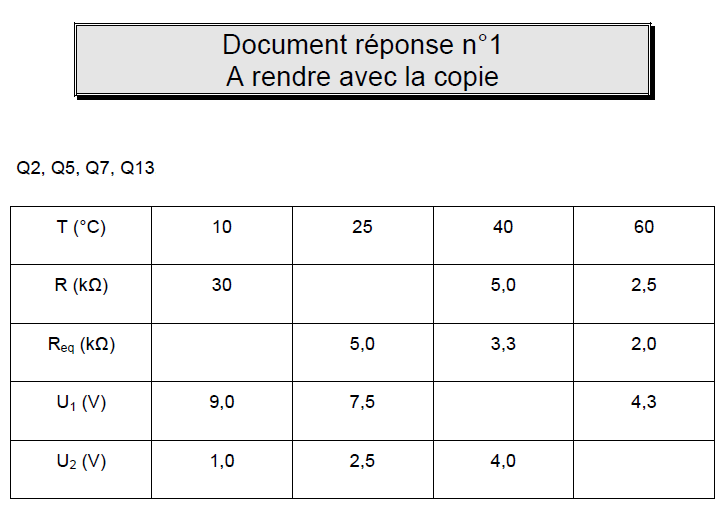 Document réponse n°1
A rendre avec la copie
Q2, Q5, Q7, Q13
T (°C) 10 25 40 60
R (kΩ) 30 5,0 2,5
Req (kΩ) 5,0 3,3 2,0
U1 (V) 9,0 7,5 4,3
U2 (V) 1,0 2,5 4,0